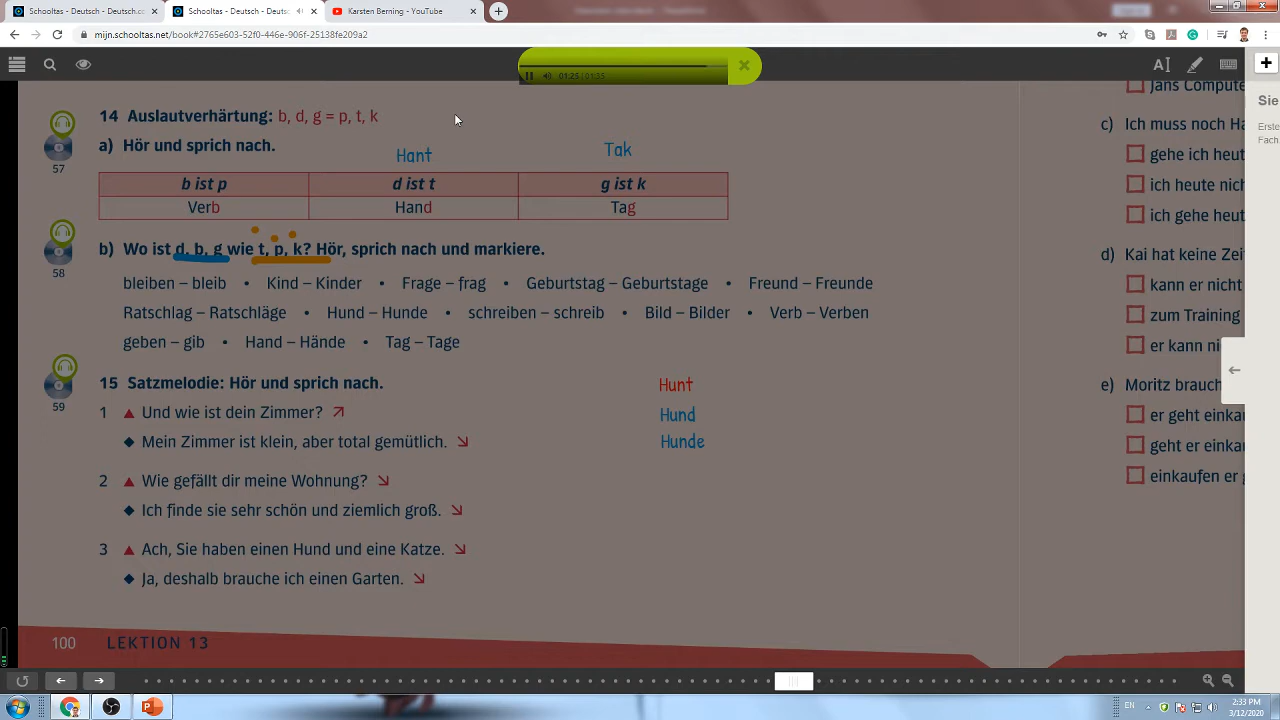 Schooltas - Deutsch - Deutsch.c
Schooltas - Deutsch - Deutsc
Karsten Berning - YouTube
mijn.schooltas.net/book#2765e603-52f0-446e-906f-25138fe209a2
01:25 | 01:35
14 Auslautverhärtung: b, d, g = p, t, k
57 a) Hör und sprich nach.
Hant Tak
b ist p d ist t g ist k
Verb Hand Tag
58 b) Wo ist d, b, g wie t, p, k? Hör, sprich nach und markiere.
bleiben – bleib • Kind – Kinder • Frage – frag • Geburtstag – Geburtstage • Freund – Freunde
Ratschlag – Ratschläge • Hund – Hunde • schreiben – schreib • Bild – Bilder • Verb – Verben
geben – gib • Hand – Hände • Tag – Tage
59 15 Satzmelodie: Hör und sprich nach.
1 ▲ Und wie ist dein Zimmer? ↗
◆ Mein Zimmer ist klein, aber total gemütlich. ↘
2 ▲ Wie gefällt dir meine Wohnung? ↘
◆ Ich finde sie sehr schön und ziemlich groß. ↘
3 ▲ Ach, Sie haben einen Hund und eine Katze. ↘
◆ Ja, deshalb brauche ich einen Garten. ↘
Hunt
Hund
Hunde
100 LEKTION 13
Jans Compute
c) Ich muss noch Ha
gehe ich heut
ich heute nich
ich gehe heut
d) Kai hat keine Zei
kann er nicht
zum Training
er kann ni
e) Moritz brauch
er geht einkau
geht er einka
einkaufen er g
Sie
Erste
Fach
EN
2:33 PM
3/12/2020